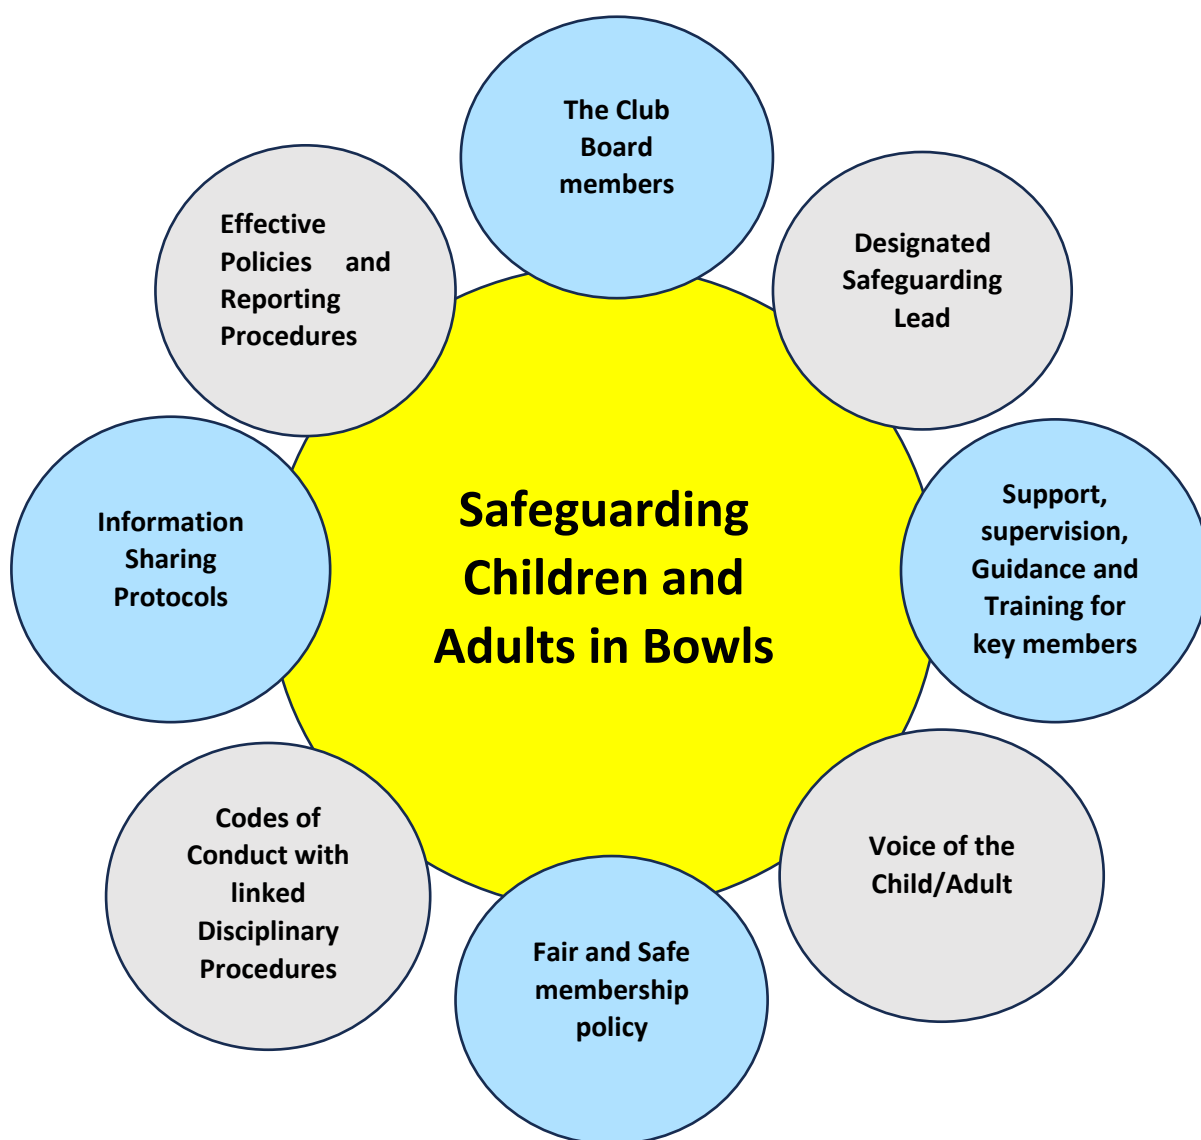 The Club
Board
members
Effective
Policies and
Reporting
Procedures
Designated
Safeguarding
Lead
Support,
supervision,
Guidance and
Training for
key members
Information
Sharing
Protocols
Safeguarding
Children and
Adults in Bowls
Codes of
Conduct with
linked
Disciplinary
Procedures
Voice of the
Child/Adult
Fair and Safe
membership
policy